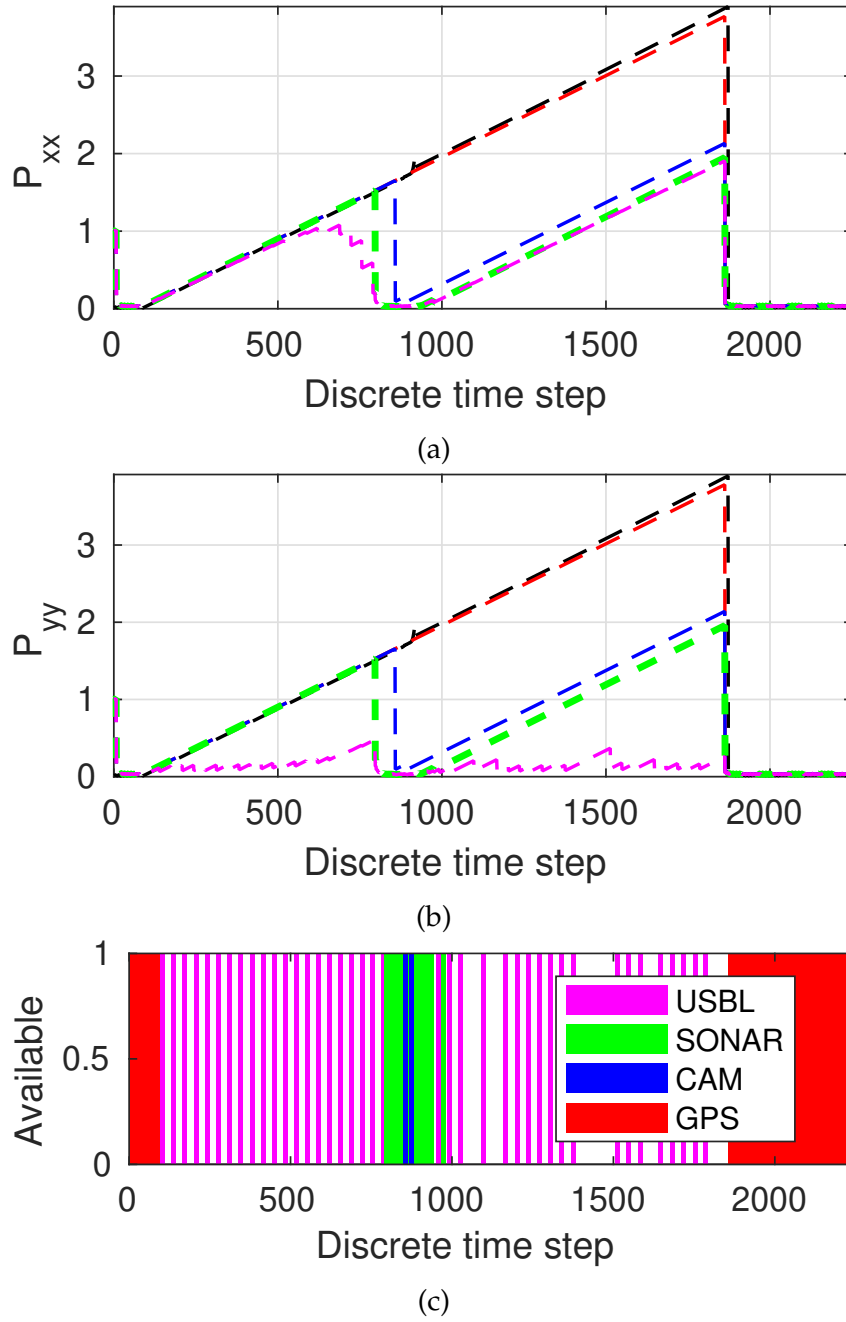 3
2
1
0
P xx
0 500 1000 1500 2000
Discrete time step
(a)
3
2
1
0
P yy
0 500 1000 1500 2000
Discrete time step
(b)
1
0.5
0
Available
USBL
SONAR
CAM
GPS
0 500 1000 1500 2000
Discrete time step
(c)